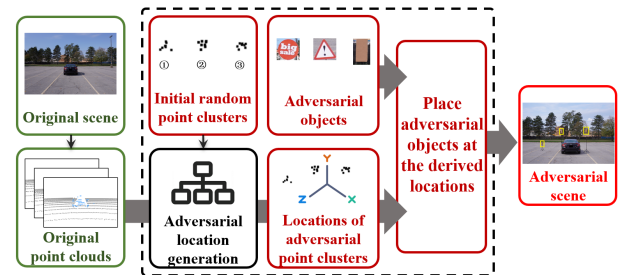 Original scene
① ② ③
Initial random
point clusters
big
sale
Adversarial
objects
Original
point clouds
Adversarial
location
generation
Y
Z X
Locations of
adversarial
point clusters
Place
adversarial
objects at
the derived
locations
Adversarial
scene